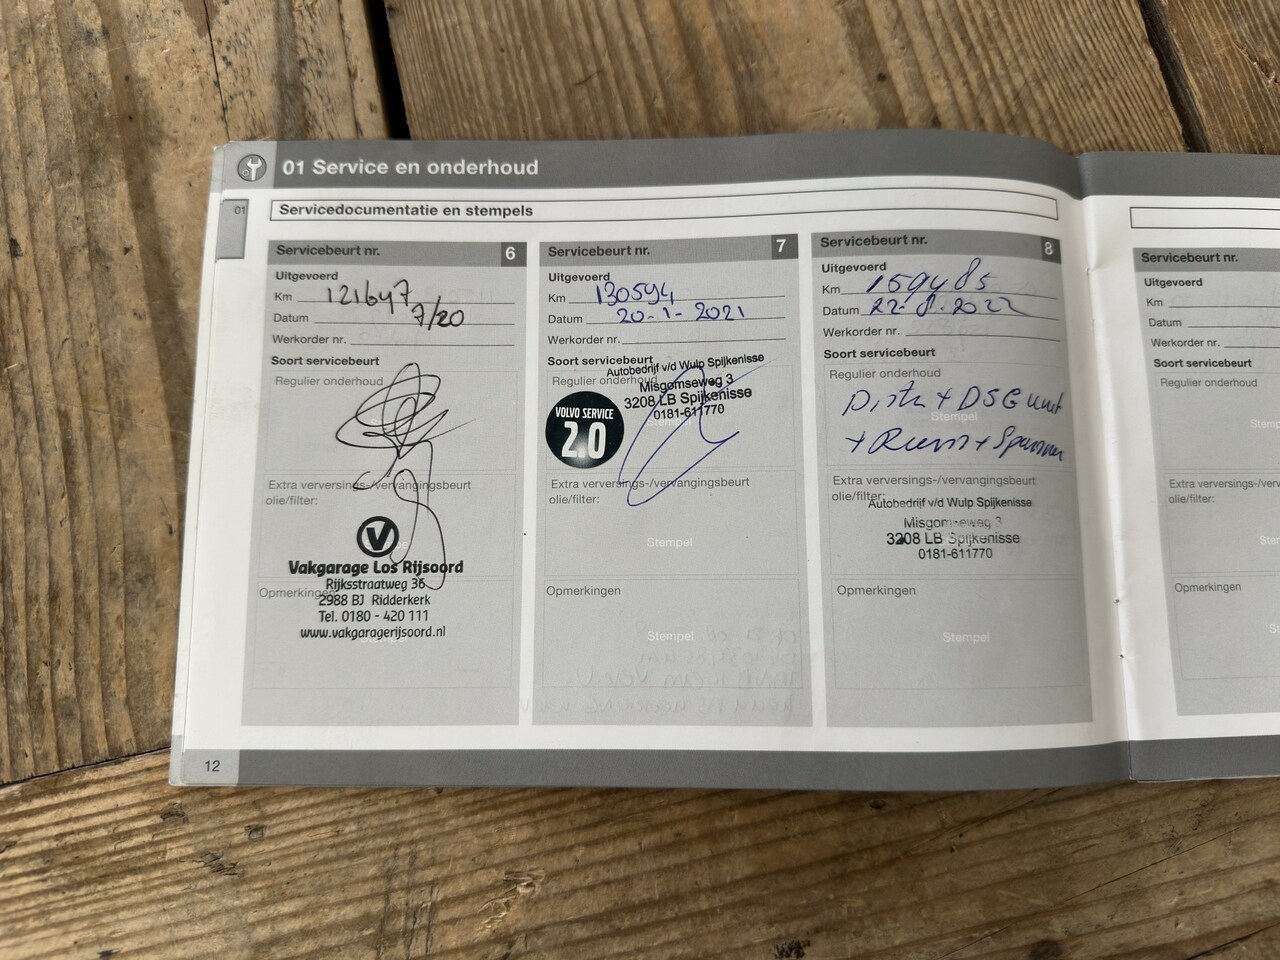 01 Service en onderhoud
01
Servicedocumentatie en stempels
Servicebeurt nr. 6
Uitgevoerd
Km 121647
Datum 7/20
Werkorder nr.
Soort servicebeurt
Regulier onderhoud
Extra verversings-/vervangingsbeurt
olie/filter:
V
Vakgarage Los Rijsoord
Rijksstraatweg 36
Opmerkingen
2988 BJ Ridderkerk
Tel. 0180 - 420 111
www.vakgaragerijsoord.nl
Servicebeurt nr. 7
Uitgevoerd
Km 130594
Datum 20-1-2021
Werkorder nr.
Soort servicebeurt
Autobedrijf v/d Wulp Spijkenisse
Regulier onderhoud
Misgomseweg 3
3208 LB Spijkenisse
0181-611770
VOLVO SERVICE
2.0
Stempel
Extra verversings-/vervangingsbeurt
olie/filter:
Stempel
Opmerkingen
Stempel
Servicebeurt nr. 8
Uitgevoerd
Km 159485
Datum 22-8-2022
Werkorder nr.
Soort servicebeurt
Regulier onderhoud
+ DSG
Stempel
+ Riem +
Extra verversings-/vervangingsbeurt
olie/filter:
Autobedrijf v/d Wulp Spijkenisse
Misgomseweg 3
3208 LB Spijkenisse
0181-611770
Opmerkingen
Stempel
12
Servicebeurt nr.
Uitgevoerd
Km
Datum
Werkorder nr.
Soort servicebeurt
Regulier onderhoud
Extra verversings-/v
olie/filter:
Opmerkingen